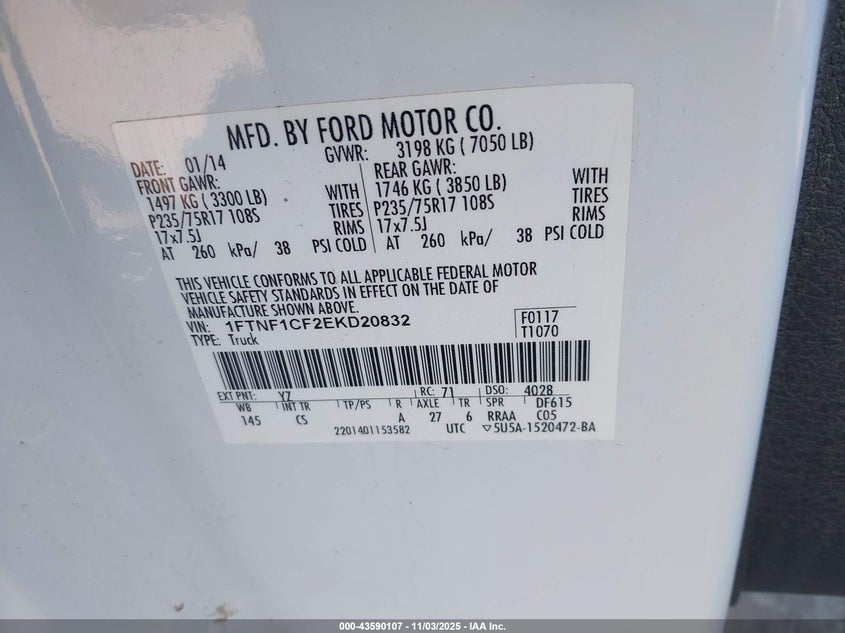 MFD. BY FORD MOTOR CO.
DATE: 01/14
GVWR: 3198 KG ( 7050 LB)
FRONT GAWR:
1497 KG ( 3300 LB) WITH
P235/75R17 108S TIRES
17x7.5J RIMS
AT 260 kPa/ 38 PSI COLD
REAR GAWR:
1746 KG ( 3850 LB) WITH
P235/75R17 108S TIRES
17x7.5J RIMS
AT 260 kPa/ 38 PSI COLD
THIS VEHICLE CONFORMS TO ALL APPLICABLE FEDERAL MOTOR
VEHICLE SAFETY STANDARDS IN EFFECT ON THE DATE OF
MANUFACTURE SHOWN ABOVE.
VIN: 1FTNF1CF2EKD20832
TYPE: Truck
F0117
T1070
EXT PNT: YZ RC: 71 DSO: 4028
WB INT TR TP/PS R AXLE TR SPR DF615
145 CS A 27 6 RRAA C05
2201401153582 UTC ▽5U5A-1520472-BA
000-43590107 - 11/03/2025 - IAA Inc.